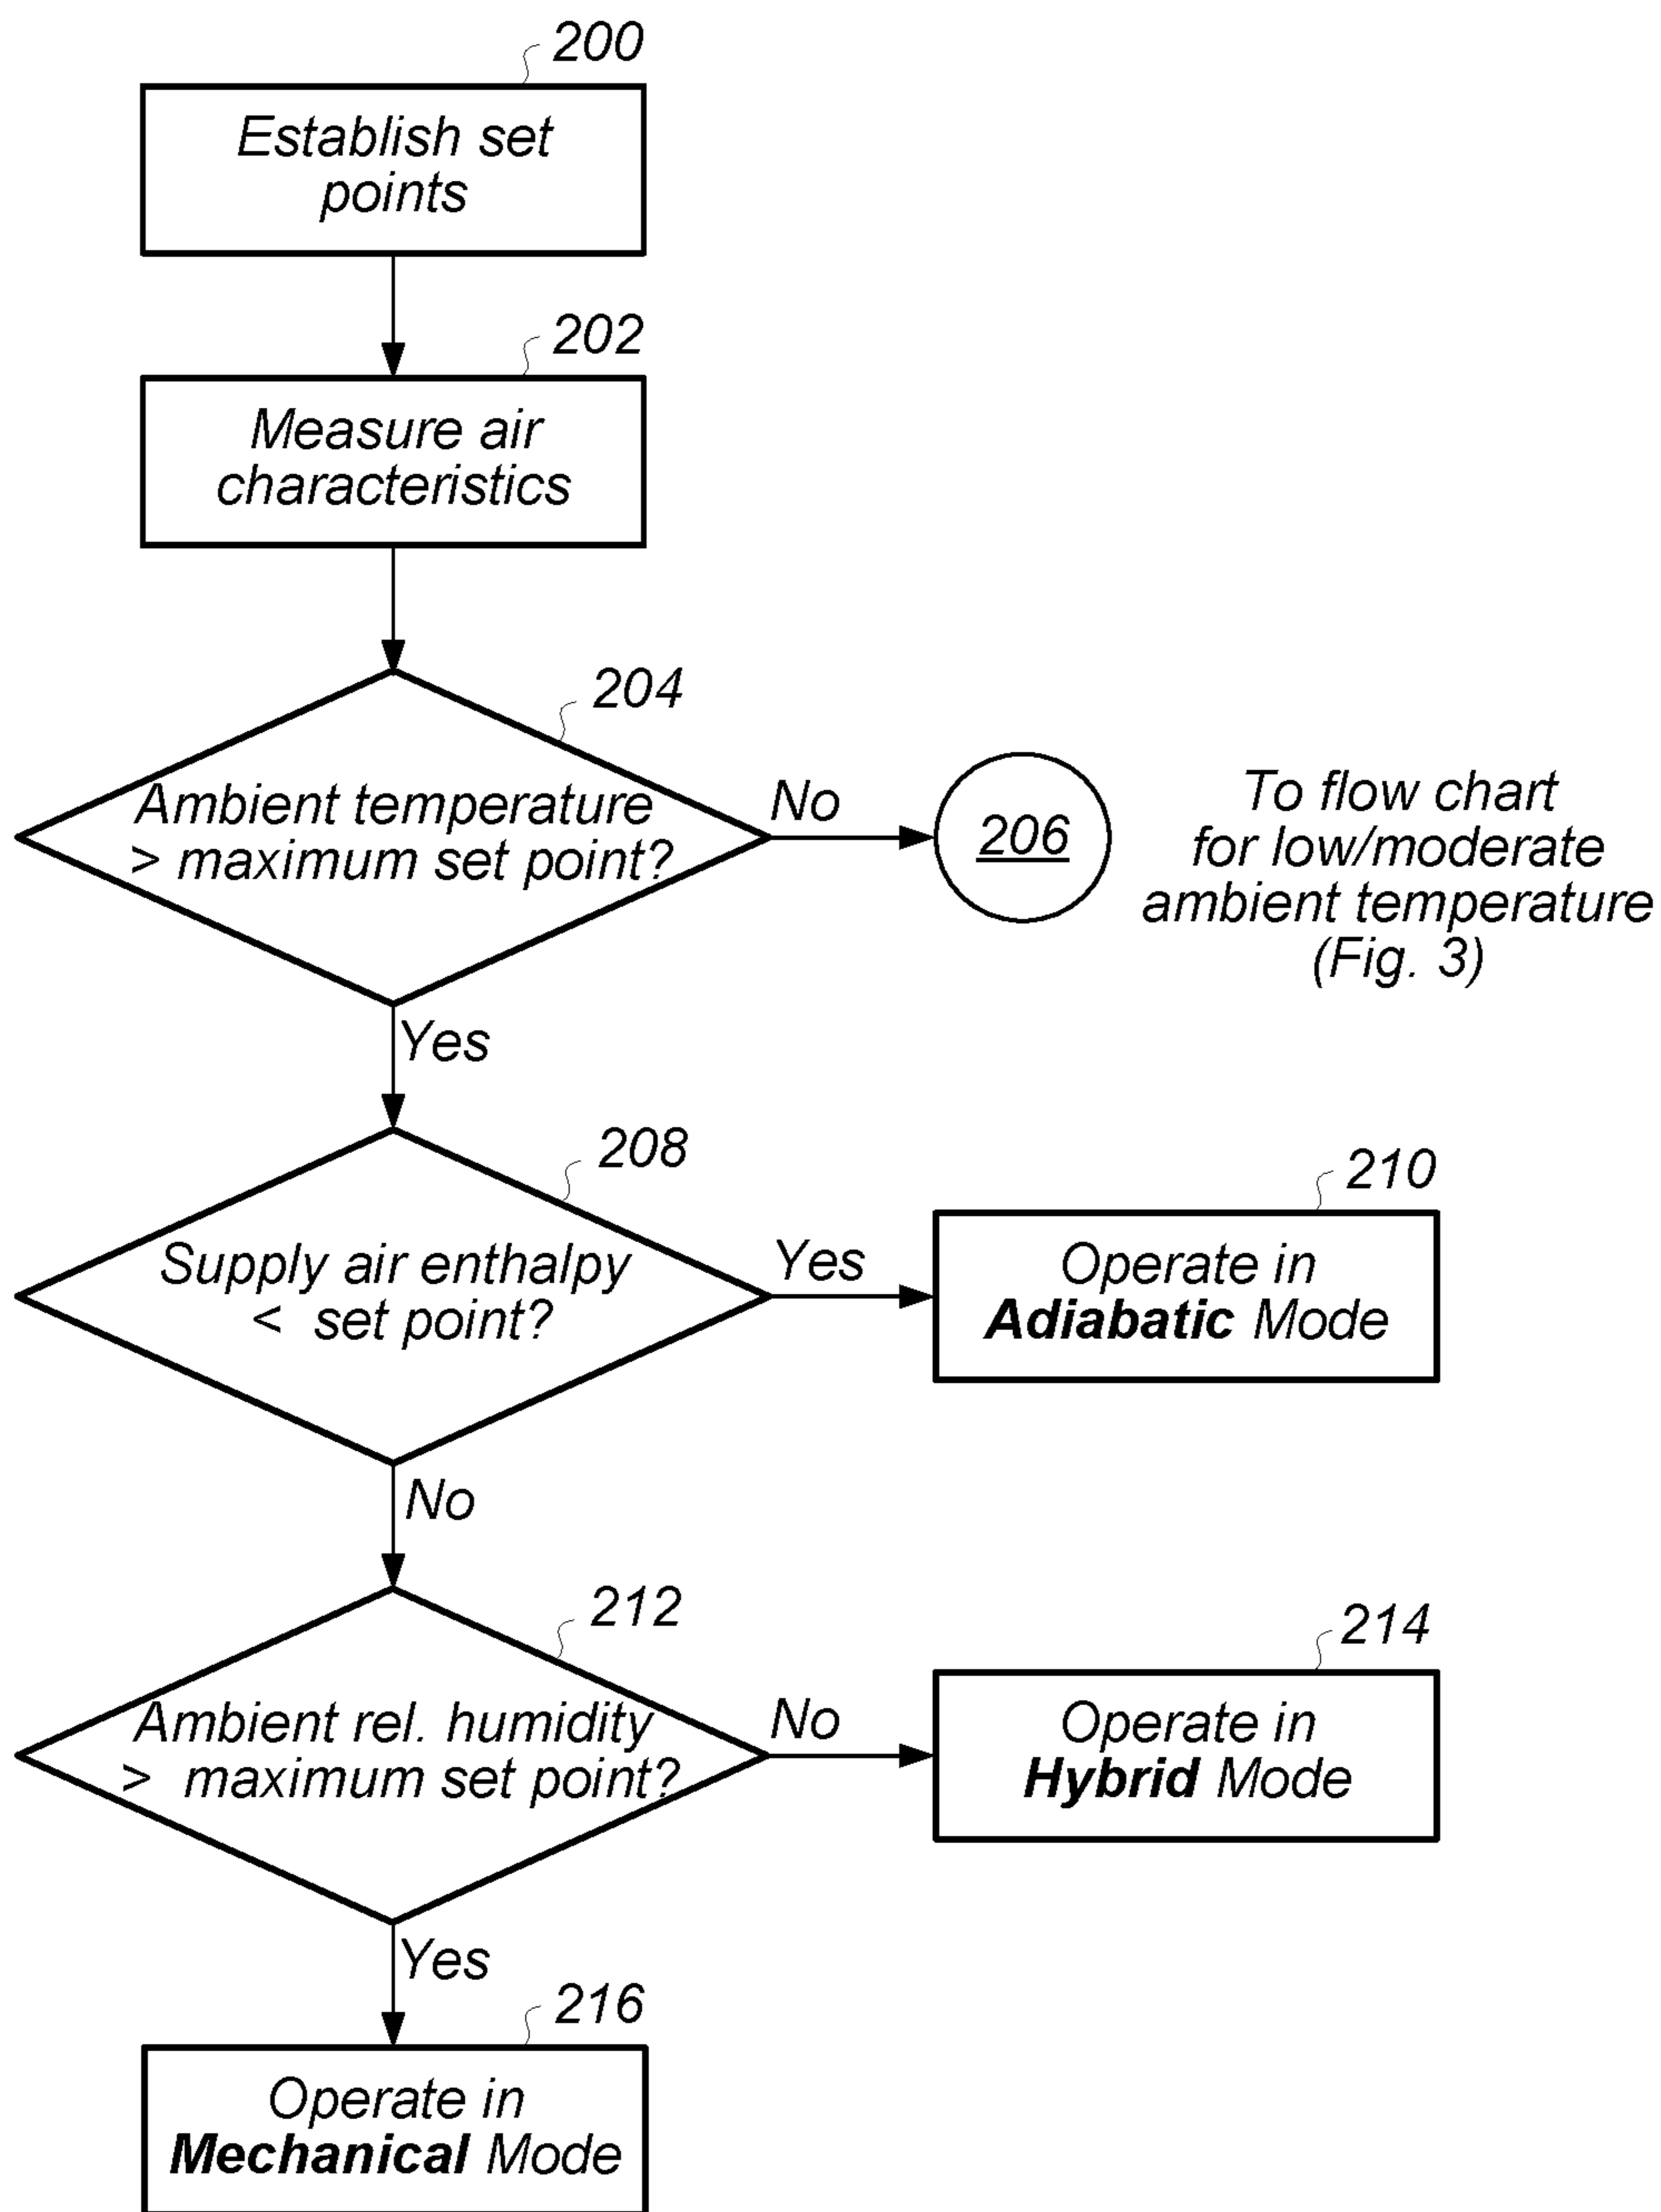 200
Establish set
points
202
Measure air
characteristics
204
Ambient temperature
> maximum set point?
No
206
To flow chart
for low/moderate
ambient temperature
(Fig. 3)
Yes
208
Supply air enthalpy
< set point?
Yes
210
Operate in
Adiabatic Mode
No
212
Ambient rel. humidity
> maximum set point?
No
214
Operate in
Hybrid Mode
Yes
216
Operate in
Mechanical Mode